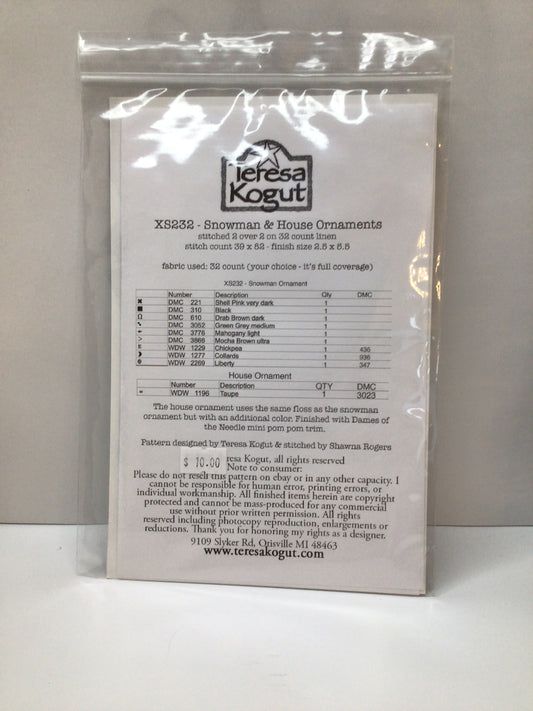 Teresa
Kogut
XS232 - Snowman & House Ornaments
stitched 2 over 2 on 32 count linen
stitch count 39 x 82 - finish size 2.5 x 5.5
fabric used: 32 count (your choice - it's full coverage)
XS232 - Snowman Ornament
Number Description Qty DMC
DMC 221 Shell Pink very dark 1
DMC 310 Black 1
DMC 610 Drab Brown dark 1
DMC 3052 Green Grey medium 1
DMC 3776 Mahogany light 1
DMC 3866 Mocha Brown ultra 1
WDW 1229 Chickpea 1 436
WDW 1277 Collards 1 936
WDW 2269 Liberty 1 347
House Ornament
Number Description QTY DMC
WDW 1196 Taupe 1 3023
The house ornament uses the same floss as the snowman
ornament but with an additional color. Finished with Dames of
the Needle mini pom pom trim.
Pattern designed by Teresa Kogut & stitched by Shawna Rogers
$ 10.00
resa Kogut, all rights reserved
Note to consumer:
Please do not resell this pattern on ebay or in any other capacity. I
cannot be responsible for human error, printing errors, or
individual workmanship. All finished items herein are copyright
protected and cannot be mass-produced for any commercial
use without prior written permission. All rights
reserved including photocopy reproduction, enlargements or
reductions. Thank you for honoring my rights as a designer.
9109 Slyker Rd, Otisville MI 48463
www.teresakogut.com